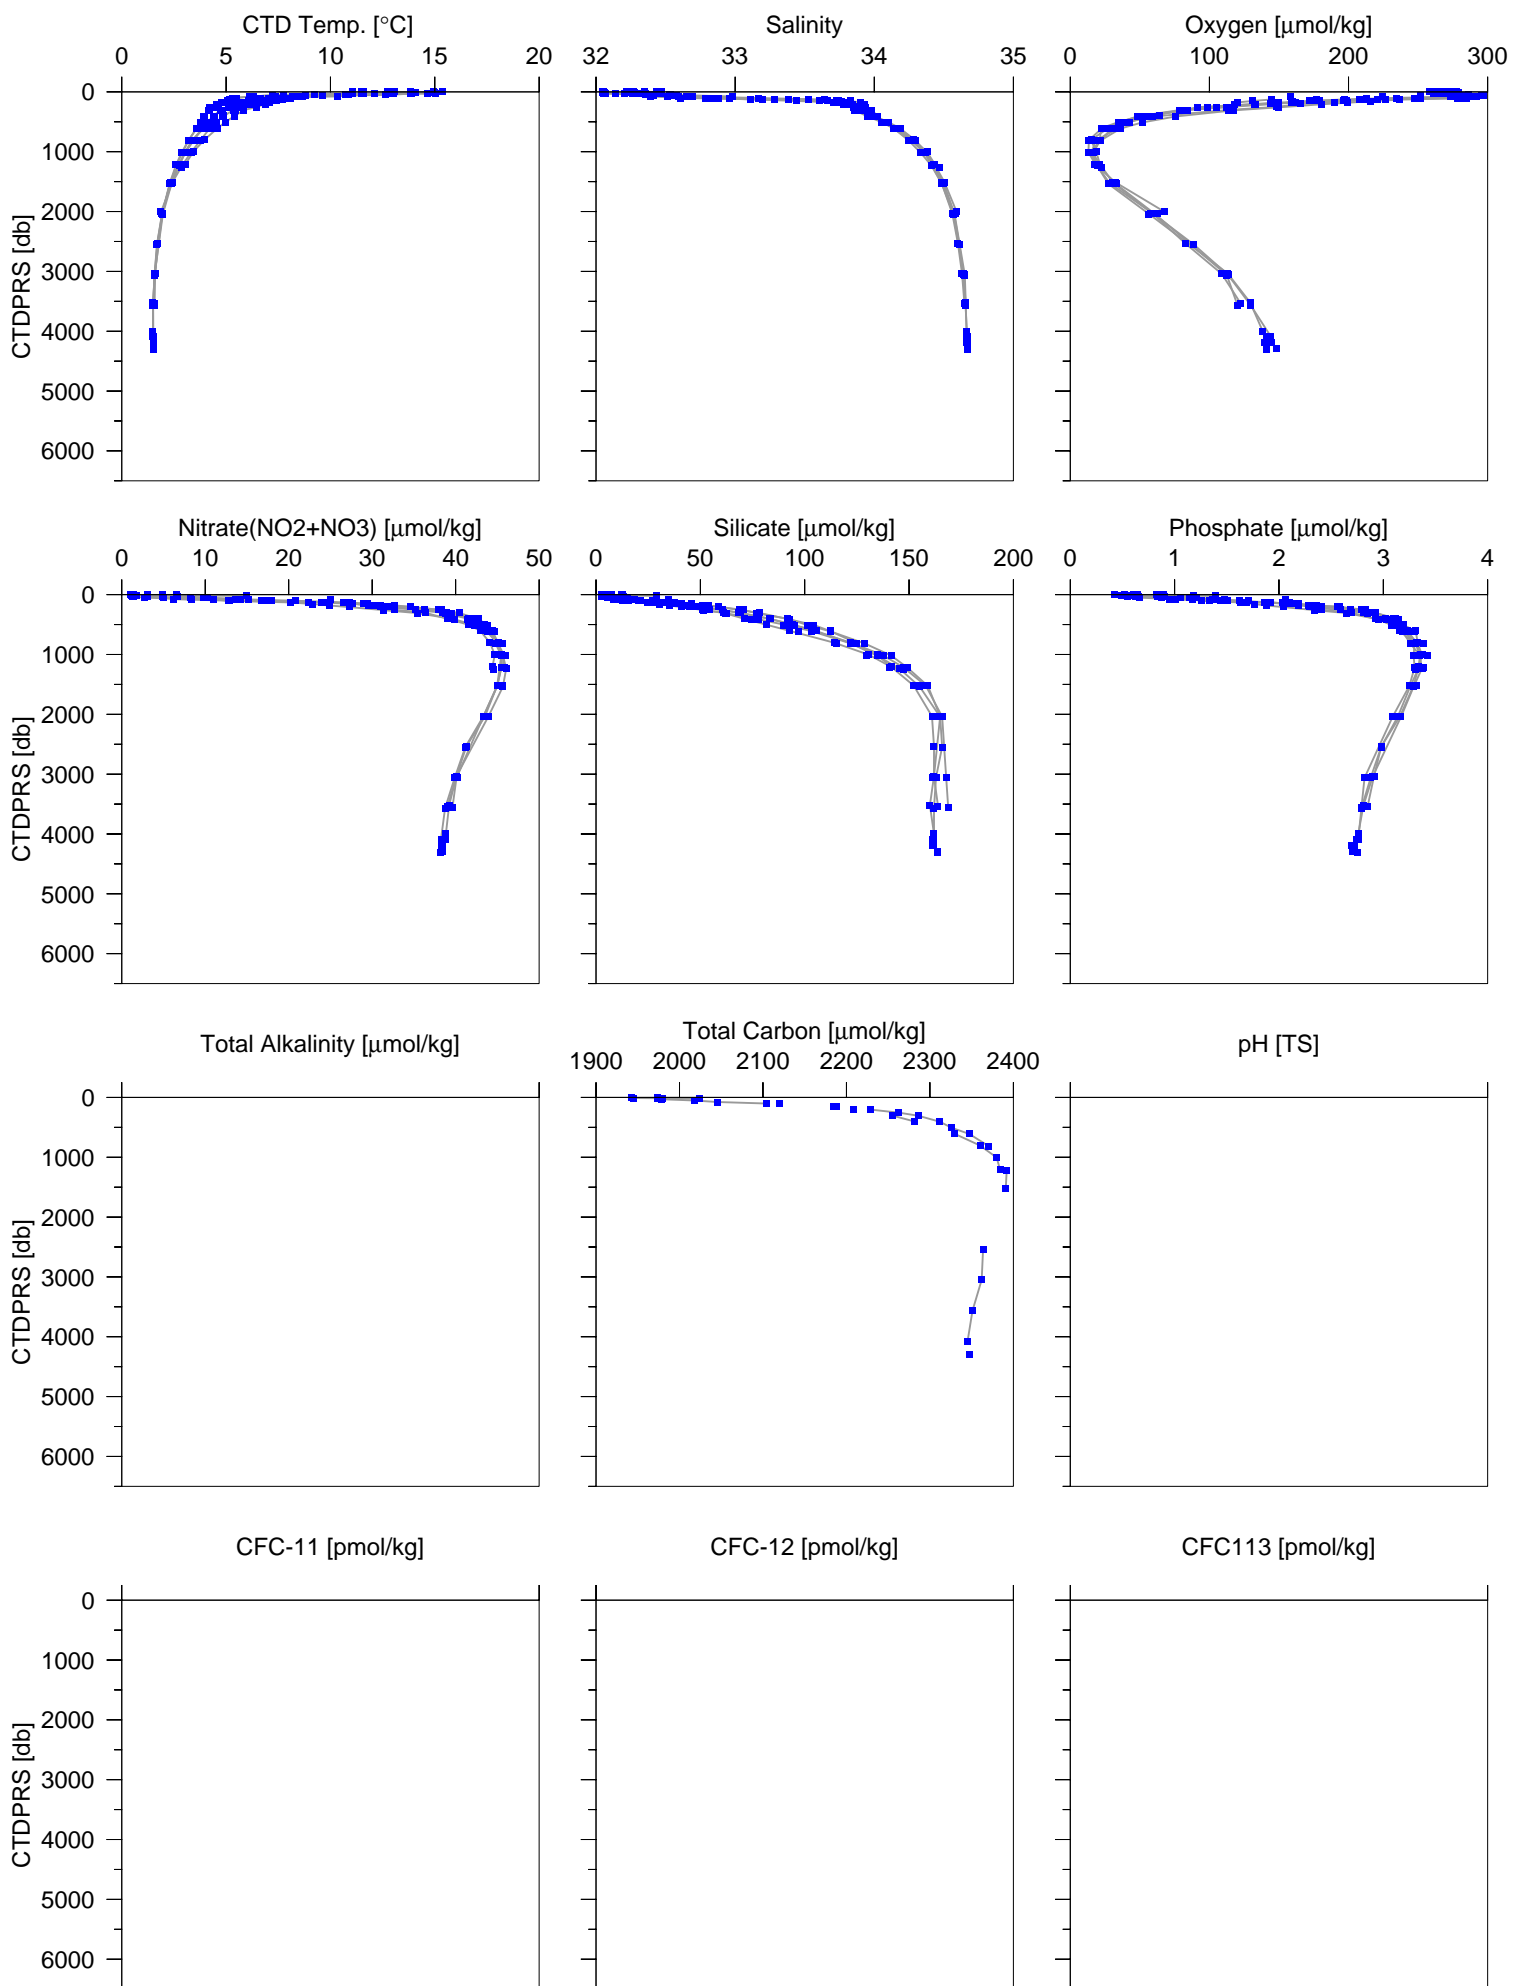 CTD Temp. [°C] Salinity Oxygen [μmol/kg]
0 5 10 15 20 32 33 34 35 0 100 200 300
0
1000
2000
3000
4000
5000
6000
CTDPRS [db]
Nitrate(NO2+NO3) [μmol/kg] Silicate [μmol/kg] Phosphate [μmol/kg]
0 10 20 30 40 50 0 50 100 150 200 0 1 2 3 4
0
1000
2000
3000
4000
5000
6000
CTDPRS [db]
Total Alkalinity [μmol/kg] Total Carbon [μmol/kg] pH [TS]
1900 2000 2100 2200 2300 2400
0
1000
2000
3000
4000
5000
6000
CTDPRS [db]
CFC-11 [pmol/kg] CFC-12 [pmol/kg] CFC113 [pmol/kg]
0
1000
2000
3000
4000
5000
6000
CTDPRS [db]